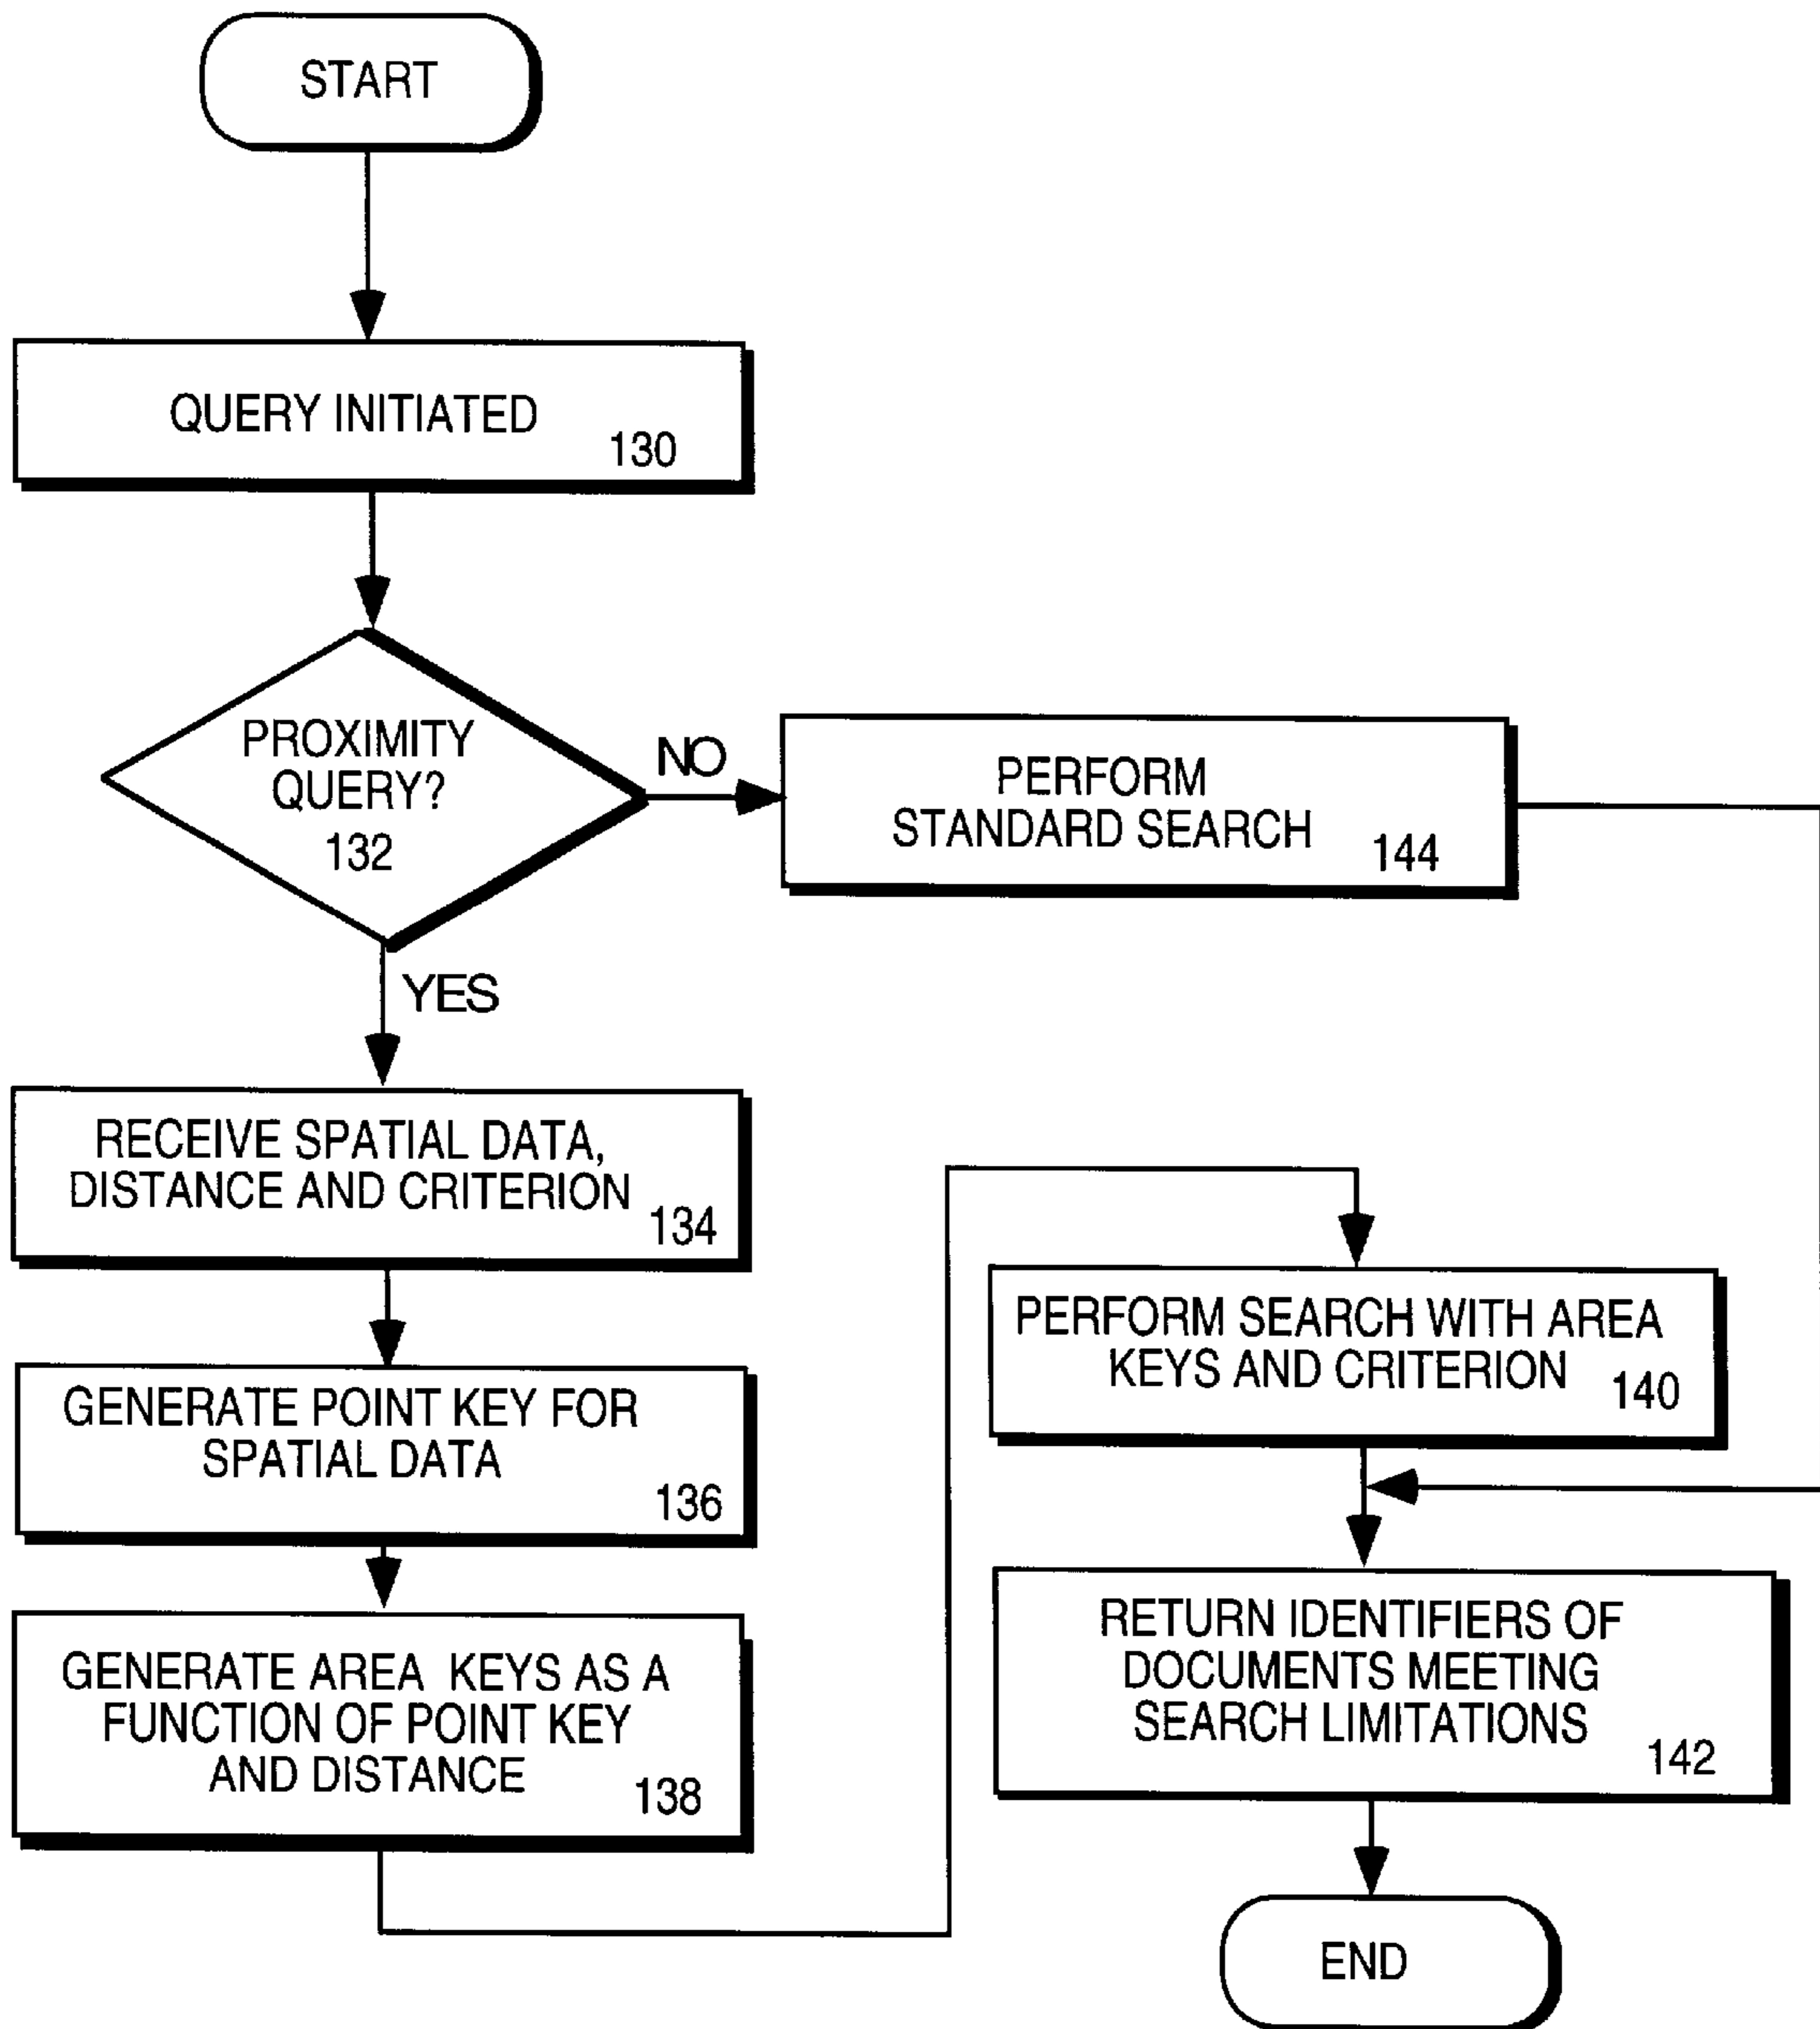 START
QUERY INITIATED
130
PROXIMITY
QUERY?
132
NO
PERFORM
STANDARD SEARCH
144
YES
RECEIVE SPATIAL DATA,
DISTANCE AND CRITERION
134
GENERATE POINT KEY FOR
SPATIAL DATA
136
GENERATE AREA KEYS AS A
FUNCTION OF POINT KEY
AND DISTANCE
138
PERFORM SEARCH WITH AREA
KEYS AND CRITERION
140
RETURN IDENTIFIERS OF
DOCUMENTS MEETING
SEARCH LIMITATIONS
142
END